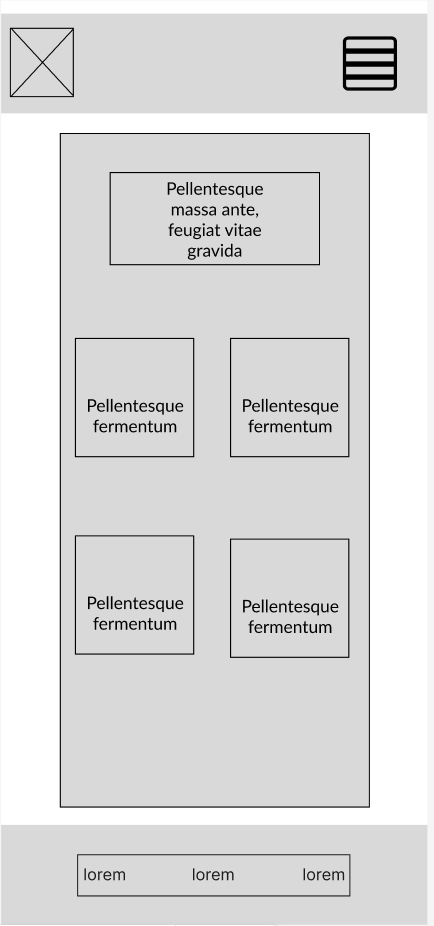 Pellentesque
massa ante,
feugiat vitae
gravida
Pellentesque
fermentum
Pellentesque
fermentum
Pellentesque
fermentum
Pellentesque
fermentum
lorem lorem lorem